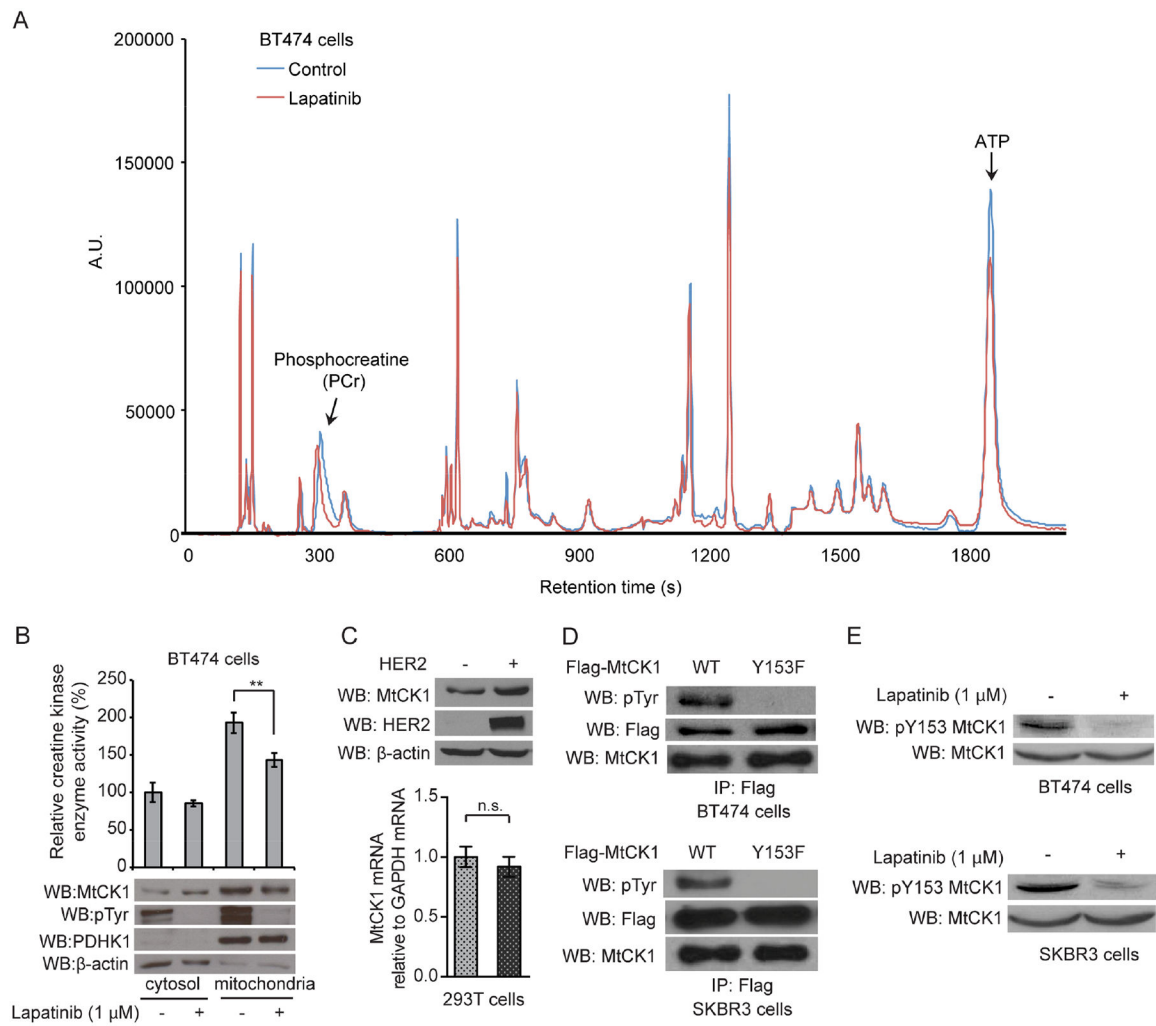 A
200000
150000
100000
50000
0
A.U.
BT474 cells
Control
Lapatinib
Phosphocreatine
(PCr)
ATP
0 300 600 900 1200 1500 1800
Retention time (s)
B
BT474 cells
Relative creatine kinase
enzyme activity (%)
250
200
150
100
50
0
**
WB:MtCK1
WB:pTyr
WB:PDHK1
WB:β-actin
cytosol mitochondria
Lapatinib (1 μM) - + - +
C
HER2 - +
WB: MtCK1
WB: HER2
WB: β-actin
MtCK1 mRNA
relative to GAPDH mRNA
1.5
1.0
0.5
0.0
n.s.
293T cells
D
Flag-MtCK1 WT Y153F
WB: pTyr
WB: Flag
WB: MtCK1
IP: Flag
BT474 cells
Flag-MtCK1 WT Y153F
WB: pTyr
WB: Flag
WB: MtCK1
IP: Flag
SKBR3 cells
E
Lapatinib (1 μM) - +
WB: pY153 MtCK1
WB: MtCK1
BT474 cells
Lapatinib (1 μM) - +
WB: pY153 MtCK1
WB: MtCK1
SKBR3 cells